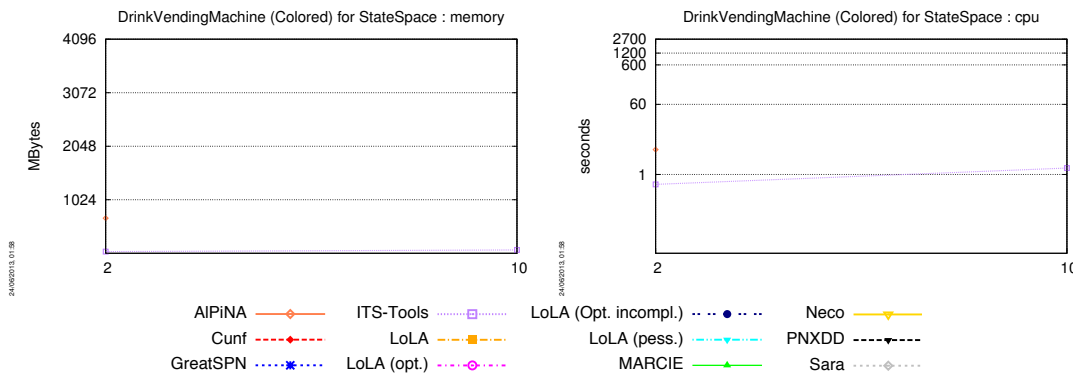 DrinkVendingMachine (Colored) for StateSpace : memory
4096
3072
2048
1024
MBytes
2
10
24/06/2013, 01:58
DrinkVendingMachine (Colored) for StateSpace : cpu
2700
1200
600
60
1
seconds
2
10
24/06/2013, 01:58
AlPiNA
Cunf
GreatSPN
ITS-Tools
LoLA
LoLA (opt.)
LoLA (Opt. incompl.)
LoLA (pess.)
MARCIE
Neco
PNXDD
Sara